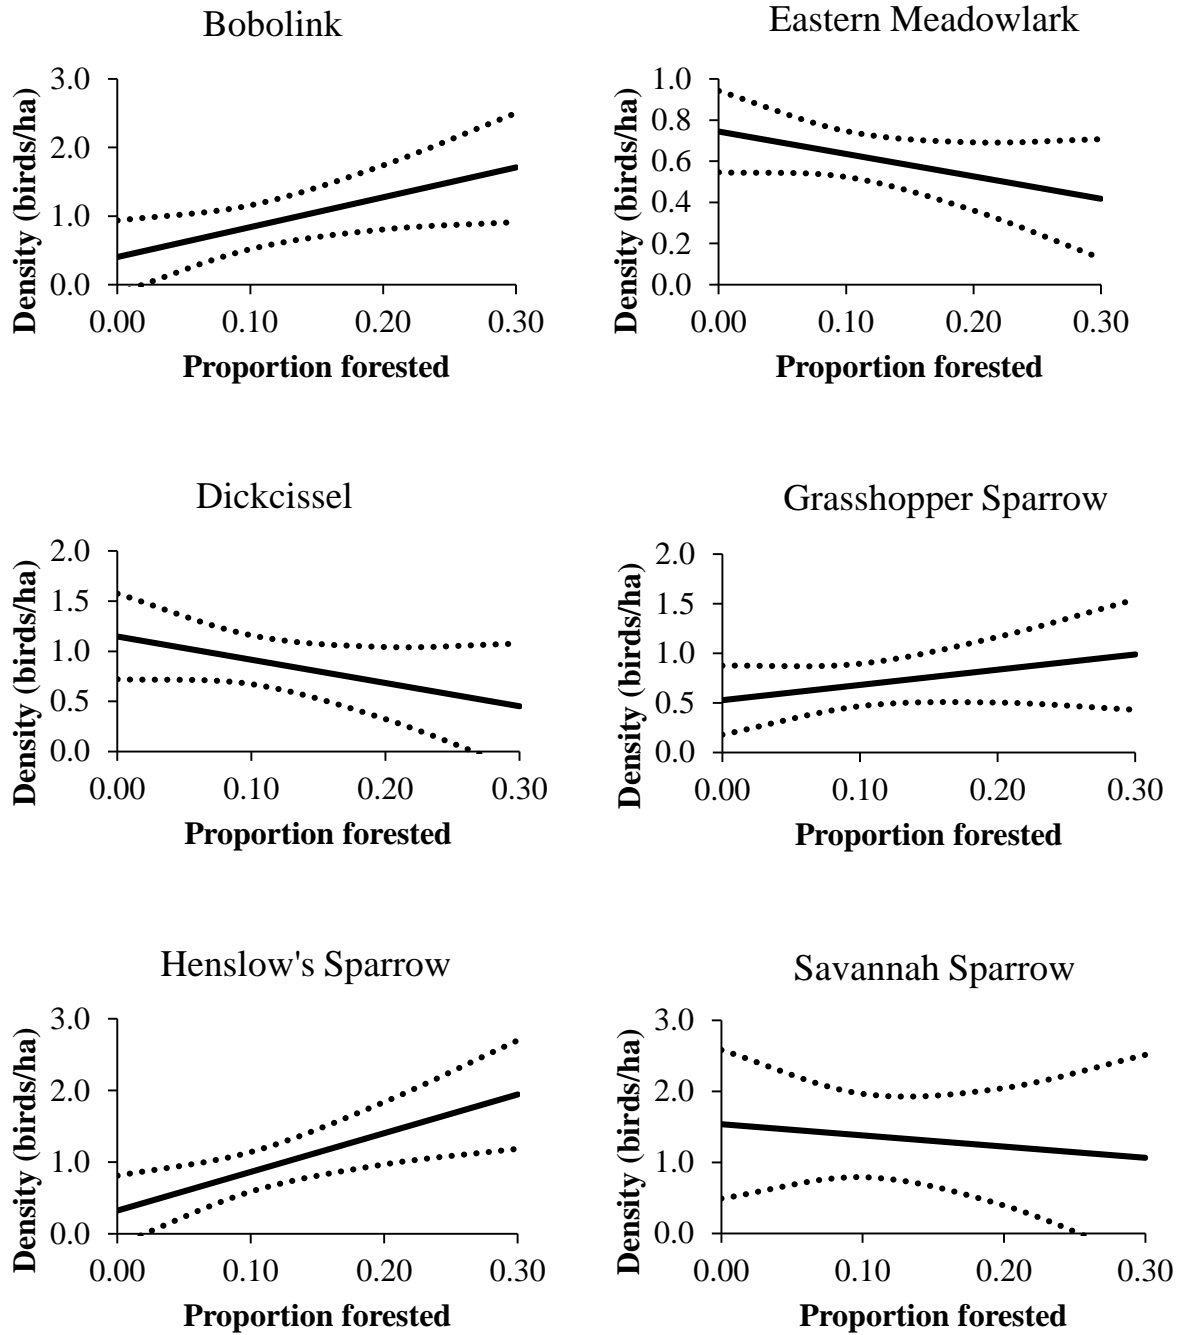 Bobolink
Density (birds/ha)
3.0
2.0
1.0
0.0
0.00 0.10 0.20 0.30
Proportion forested
Eastern Meadowlark
Density (birds/ha)
1.0
0.8
0.6
0.4
0.2
0.0
0.00 0.10 0.20 0.30
Proportion forested
Dickcissel
Density (birds/ha)
2.0
1.5
1.0
0.5
0.0
0.00 0.10 0.20 0.30
Proportion forested
Grasshopper Sparrow
Density (birds/ha)
2.0
1.5
1.0
0.5
0.0
0.00 0.10 0.20 0.30
Proportion forested
Henslow's Sparrow
Density (birds/ha)
3.0
2.0
1.0
0.0
0.00 0.10 0.20 0.30
Proportion forested
Savannah Sparrow
Density (birds/ha)
3.0
2.0
1.0
0.0
0.00 0.10 0.20 0.30
Proportion forested